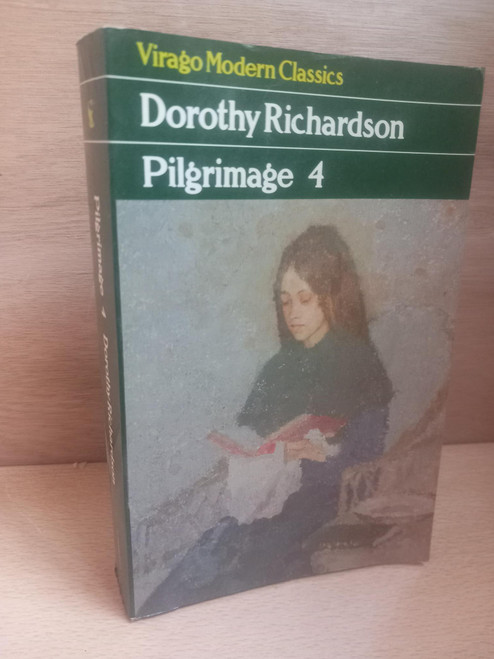 Virago Modern Classics
Dorothy Richardson
Pilgrimage 4
Pilgrimage 4 Dorothy Richardson